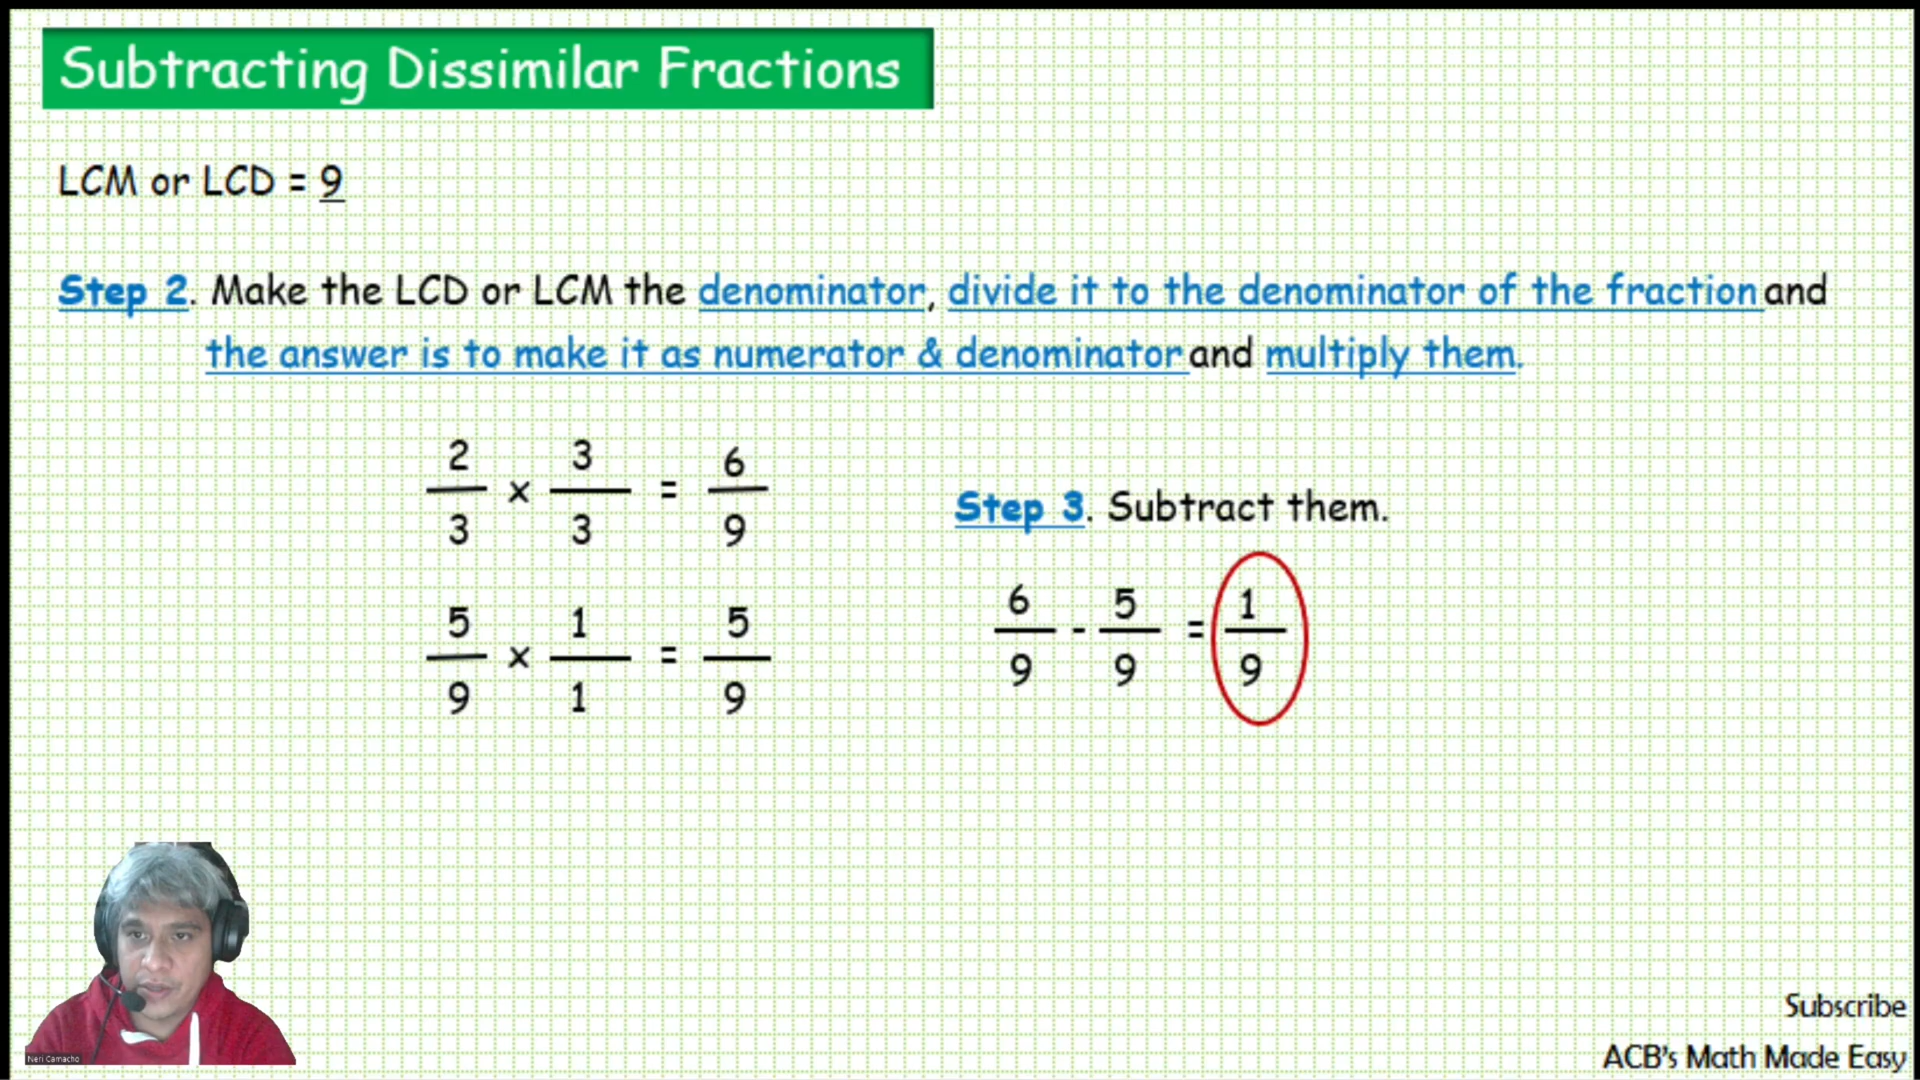 Subtracting Dissimilar Fractions
LCM or LCD = 9
Step 2. Make the LCD or LCM the denominator, divide it to the denominator of the fraction and
the answer is to make it as numerator & denominator and multiply them.
2/3 x 3/3 = 6/9
5/9 x 1/1 = 5/9
Step 3. Subtract them.
6/9 - 5/9 = 1/9
Neri Camacho
Subscribe
ACB's Math Made Easy